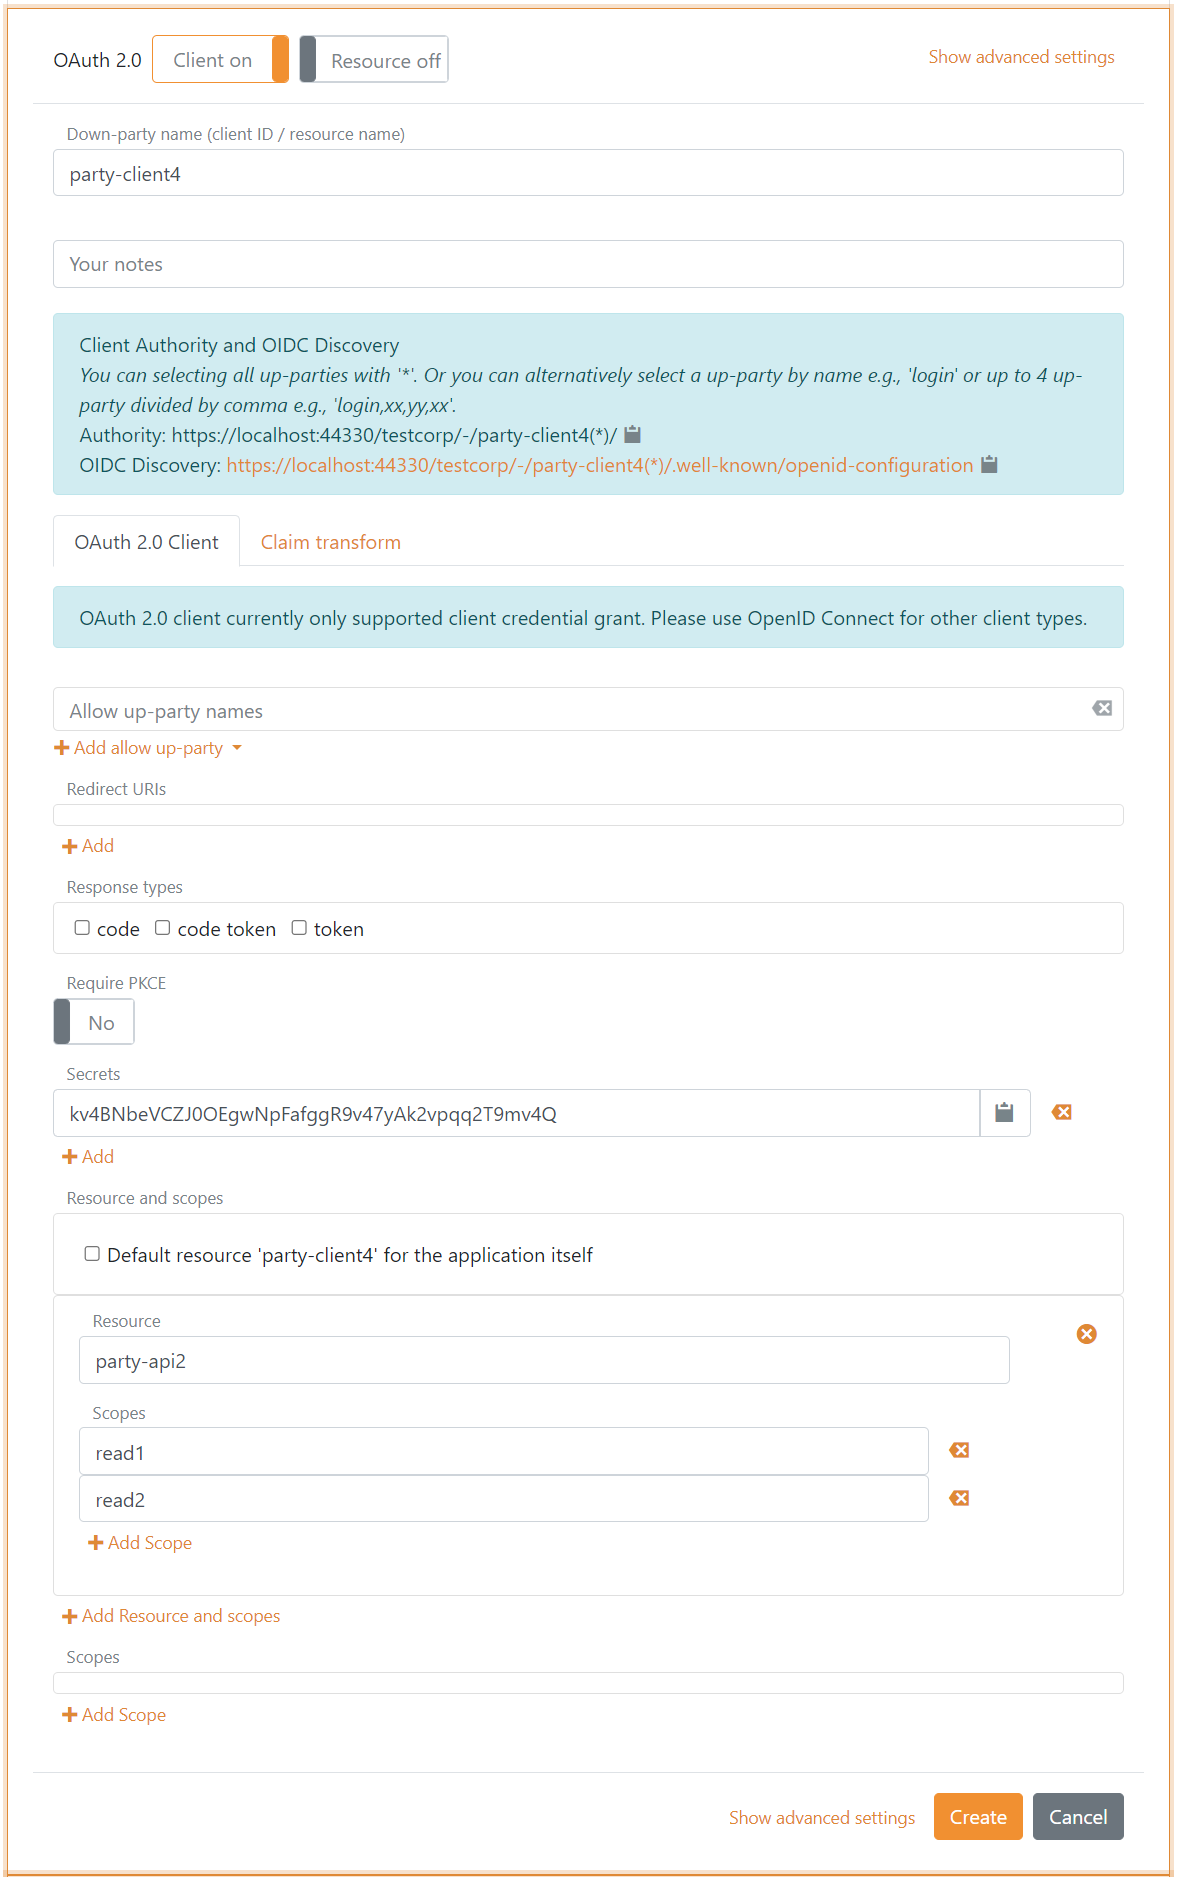 OAuth 2.0 Client on Resource off Show advanced settings
Down-party name (client ID / resource name)
party-client4
Your notes
Client Authority and OIDC Discovery
You can selecting all up-parties with '*'. Or you can alternatively select a up-party by name e.g., 'login' or up to 4 up-
party divided by comma e.g., 'login,xx,yy,xx'.
Authority: https://localhost:44330/testcorp/-/party-client4(*)/
OIDC Discovery: https://localhost:44330/testcorp/-/party-client4(*)/.well-known/openid-configuration
OAuth 2.0 Client Claim transform
OAuth 2.0 client currently only supported client credential grant. Please use OpenID Connect for other client types.
Allow up-party names
Add allow up-party
Redirect URIs
Add
Response types
code code token token
Require PKCE
No
Secrets
kv4BNbeVCZJ0OEgwNpFafggR9v47yAk2vpqq2T9mv4Q
Add
Resource and scopes
Default resource 'party-client4' for the application itself
Resource
party-api2
Scopes
read1
read2
Add Scope
Add Resource and scopes
Scopes
Add Scope
Show advanced settings Create Cancel